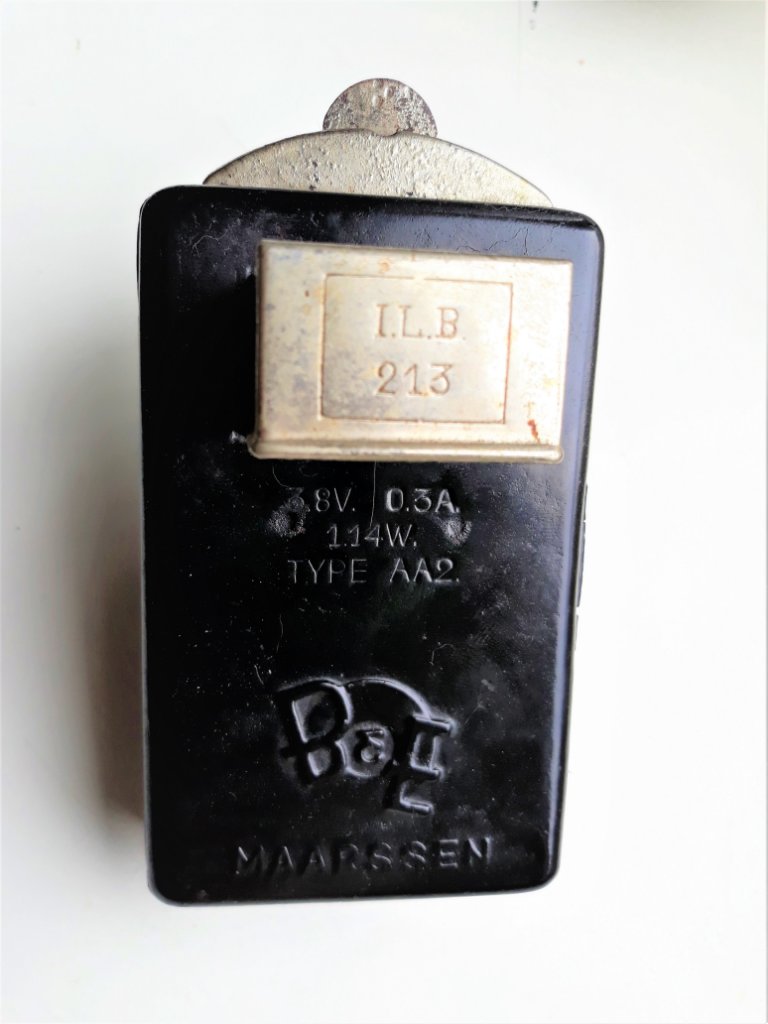 I.L.B.
213
3.8V. 0.3A.
1.14W.
TYPE AA2.
MAARSSEN